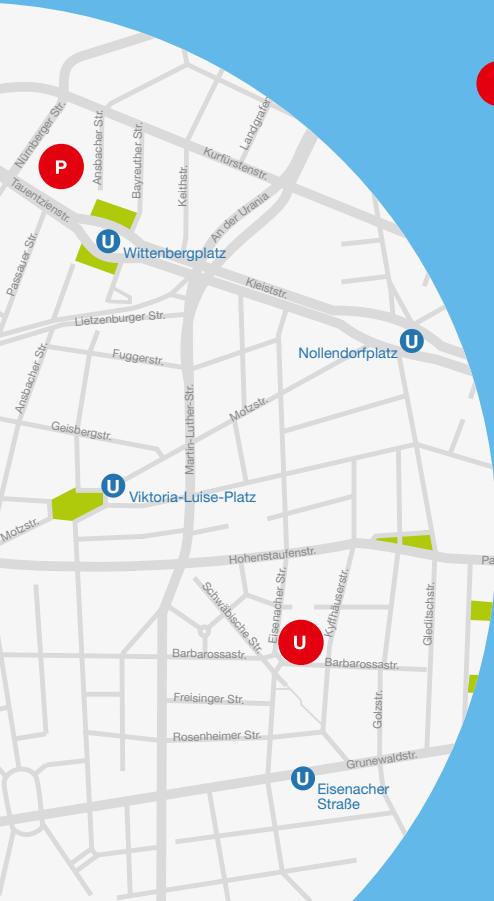 Nürnberger Str.
Ansbacher Str.
Bayreuther Str.
Keithstr.
Landgrafen
Kurfürstenstr.
P
Tauentzienstr.
An der Urania
Passauer Str.
U
Wittenbergplatz
Kleiststr.
Lietzenburger Str.
Nollendorfplatz
U
Fuggerstr.
Ansbacher Str.
Martin-Luther-Str.
Motzstr.
Geisbergstr.
U
Viktoria-Luise-Platz
Motzstr.
Hohenstaufenstr.
Pa
Schwäbische Str.
Eisenacher Str.
Kyffhäuserstr.
Gleditschstr.
U
Barbarossastr.
Barbarossastr.
Freisinger Str.
Golzstr.
Rosenheimer Str.
Grunewaldstr.
U
Eisenacher
Straße